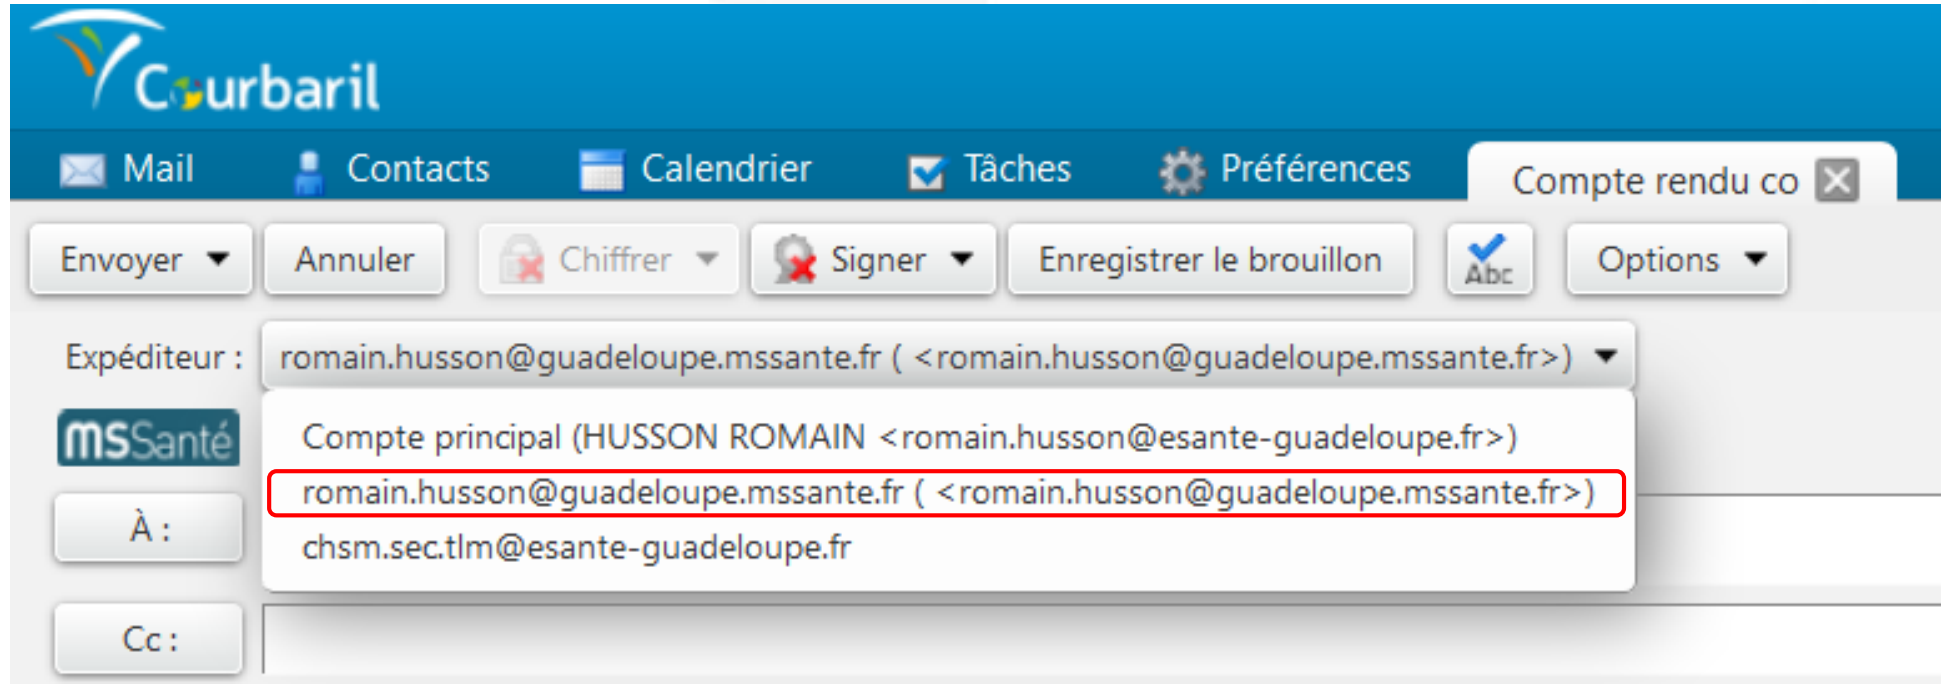 Courbaril
Mail Contacts Calendrier Tâches Préférences Compte rendu co
Envoyer Annuler Chiffrer Signer Enregistrer le brouillon Abc Options
Expéditeur : romain.husson@guadeloupe.mssante.fr ( <romain.husson@guadeloupe.mssante.fr>)
MSSanté Compte principal (HUSSON ROMAIN <romain.husson@esante-guadeloupe.fr>)
romain.husson@guadeloupe.mssante.fr ( <romain.husson@guadeloupe.mssante.fr>)
À :
chsm.sec.tlm@esante-guadeloupe.fr
Cc :